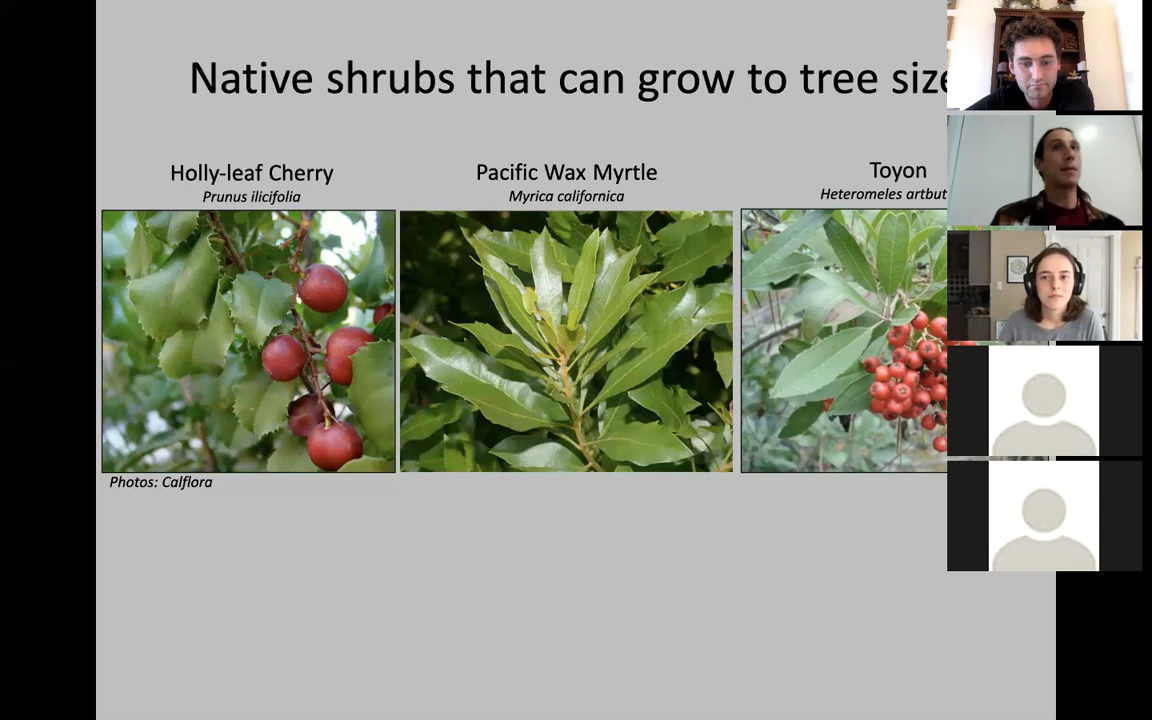 Native shrubs that can grow to tree size
Holly-leaf Cherry
Prunus ilicifolia
Pacific Wax Myrtle
Myrica californica
Toyon
Heteromeles
Photos: Calflora